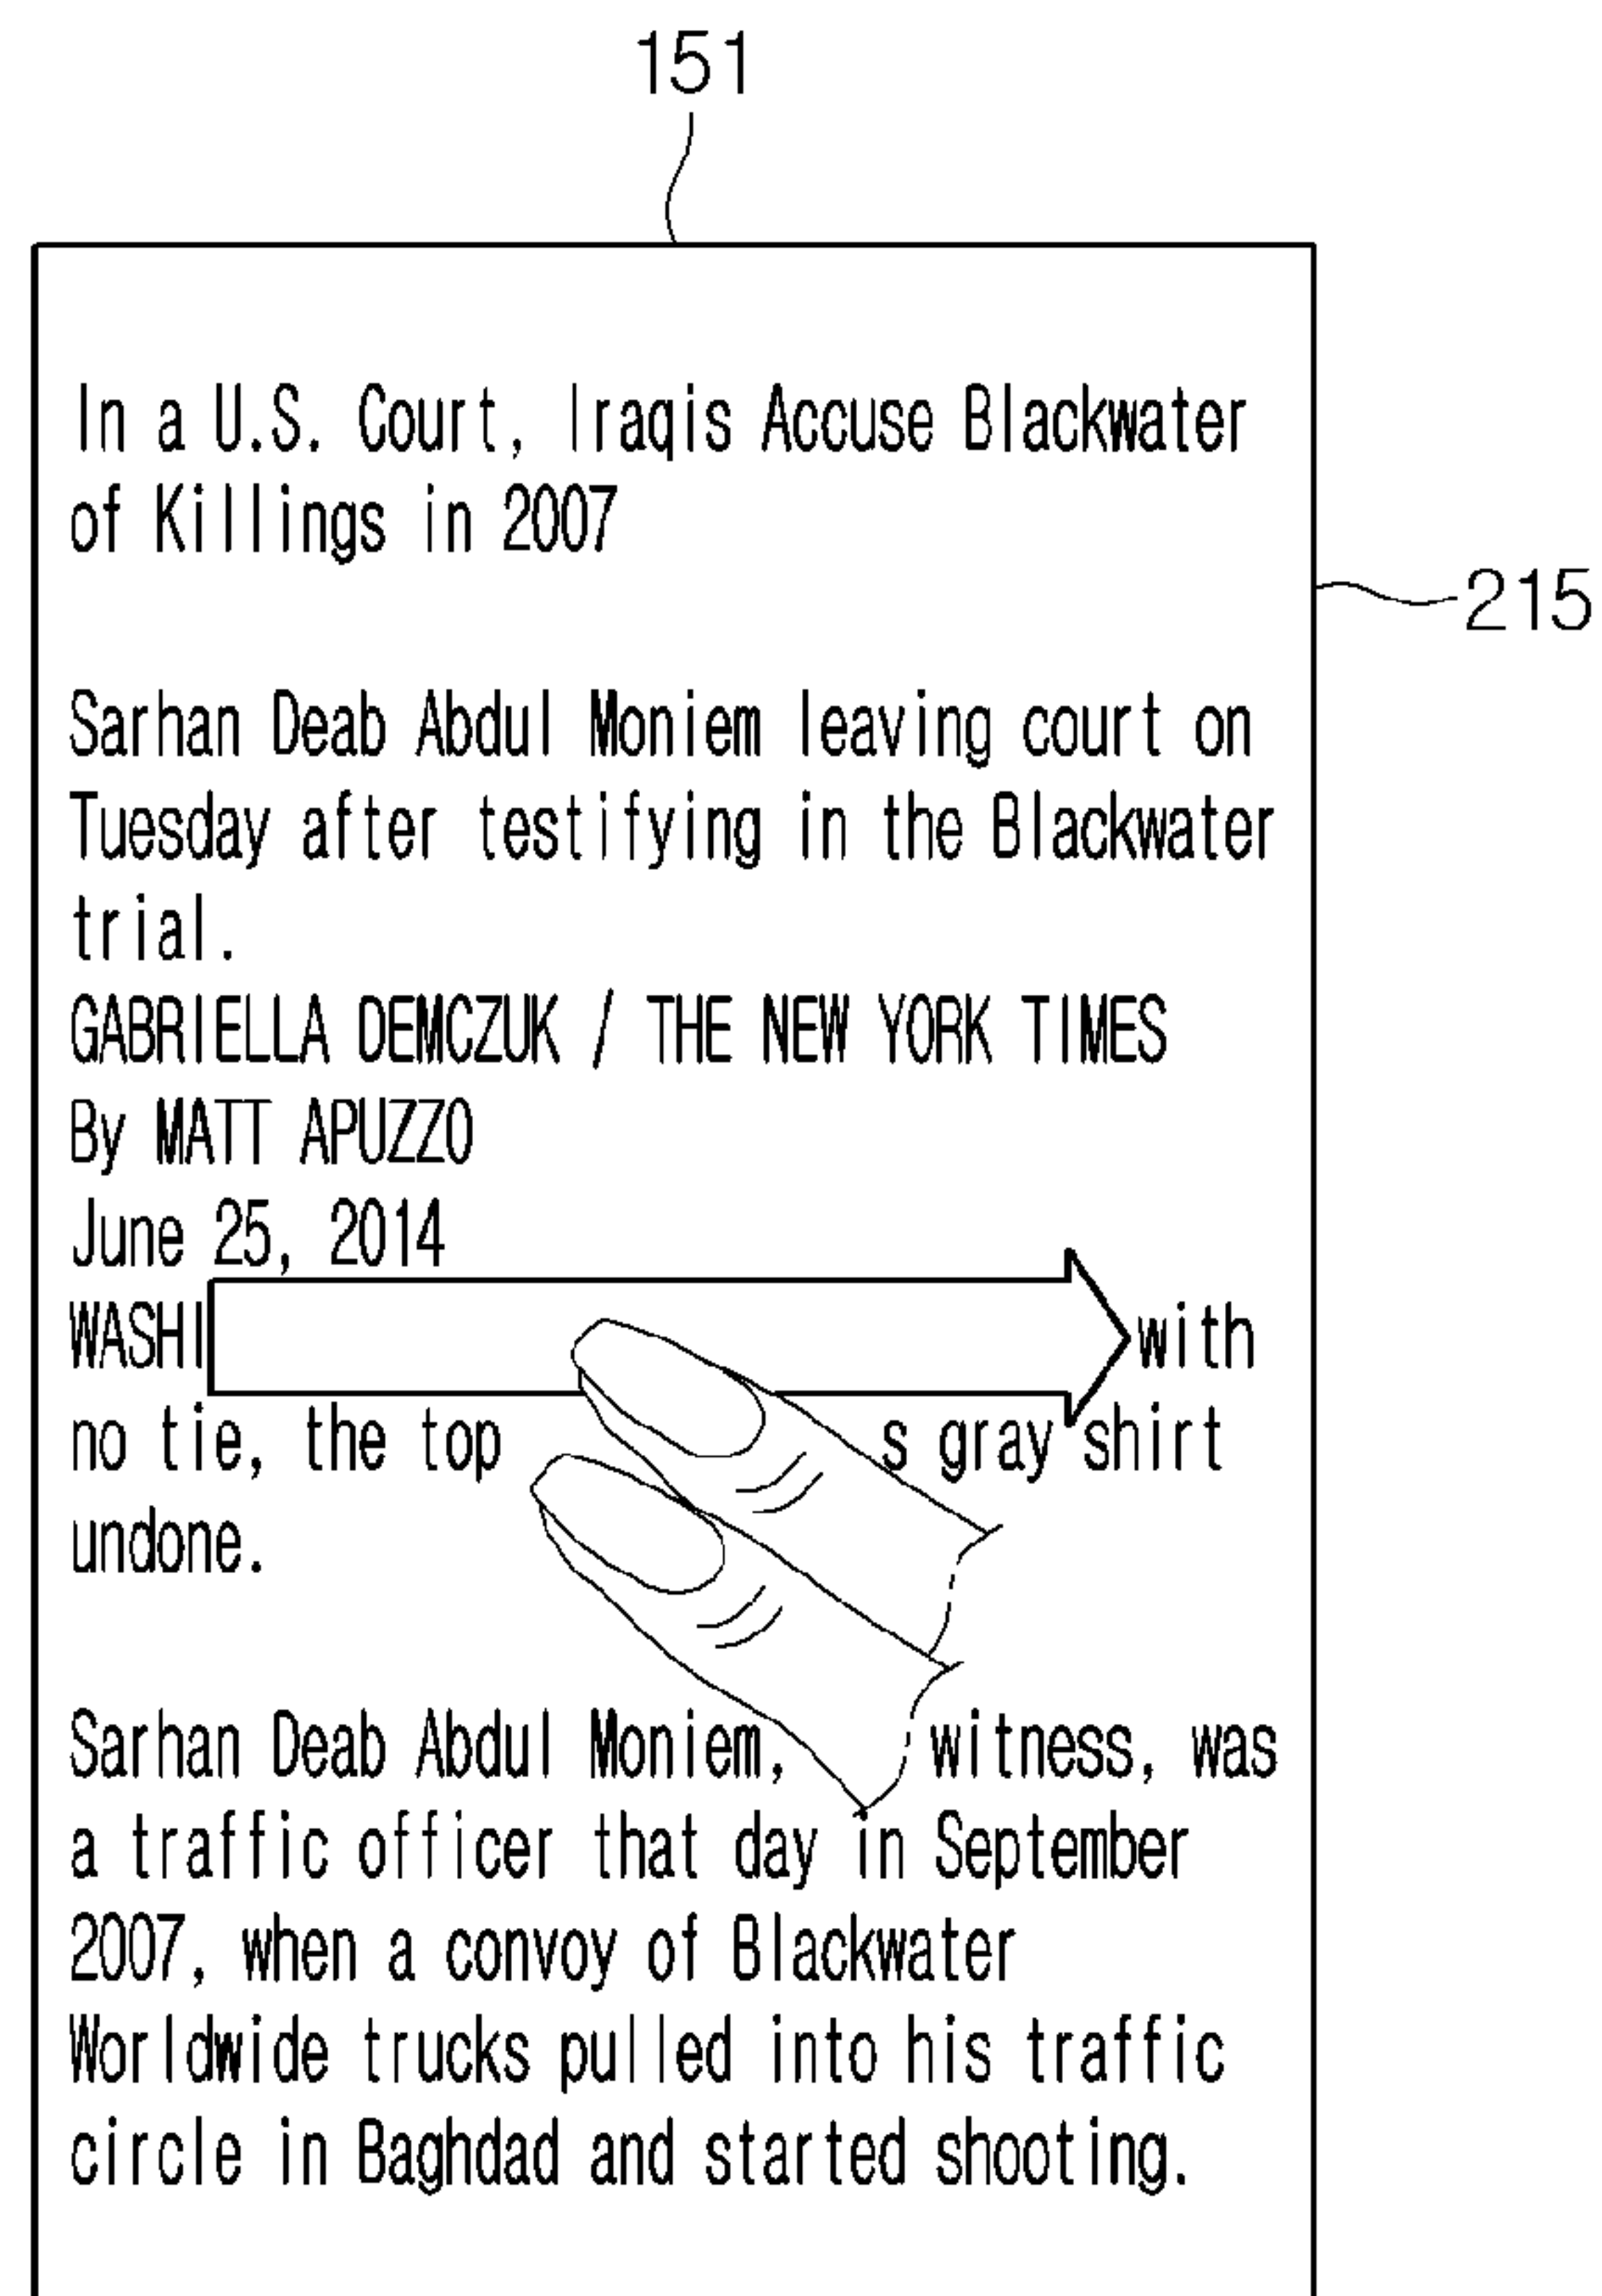 151
In a U.S. Court, Iraqis Accuse Blackwater
of Killings in 2007
215
Sarhan Deab Abdul Moniem leaving court on
Tuesday after testifying in the Blackwater
trial.
GABRIELLA DEMCZUK / THE NEW YORK TIMES
By MATT APUZZO
June 25, 2014
WASHI with
no tie, the top s gray shirt
undone.
Sarhan Deab Abdul Moniem, witness, was
a traffic officer that day in September
2007, when a convoy of Blackwater
Worldwide trucks pulled into his traffic
circle in Baghdad and started shooting.